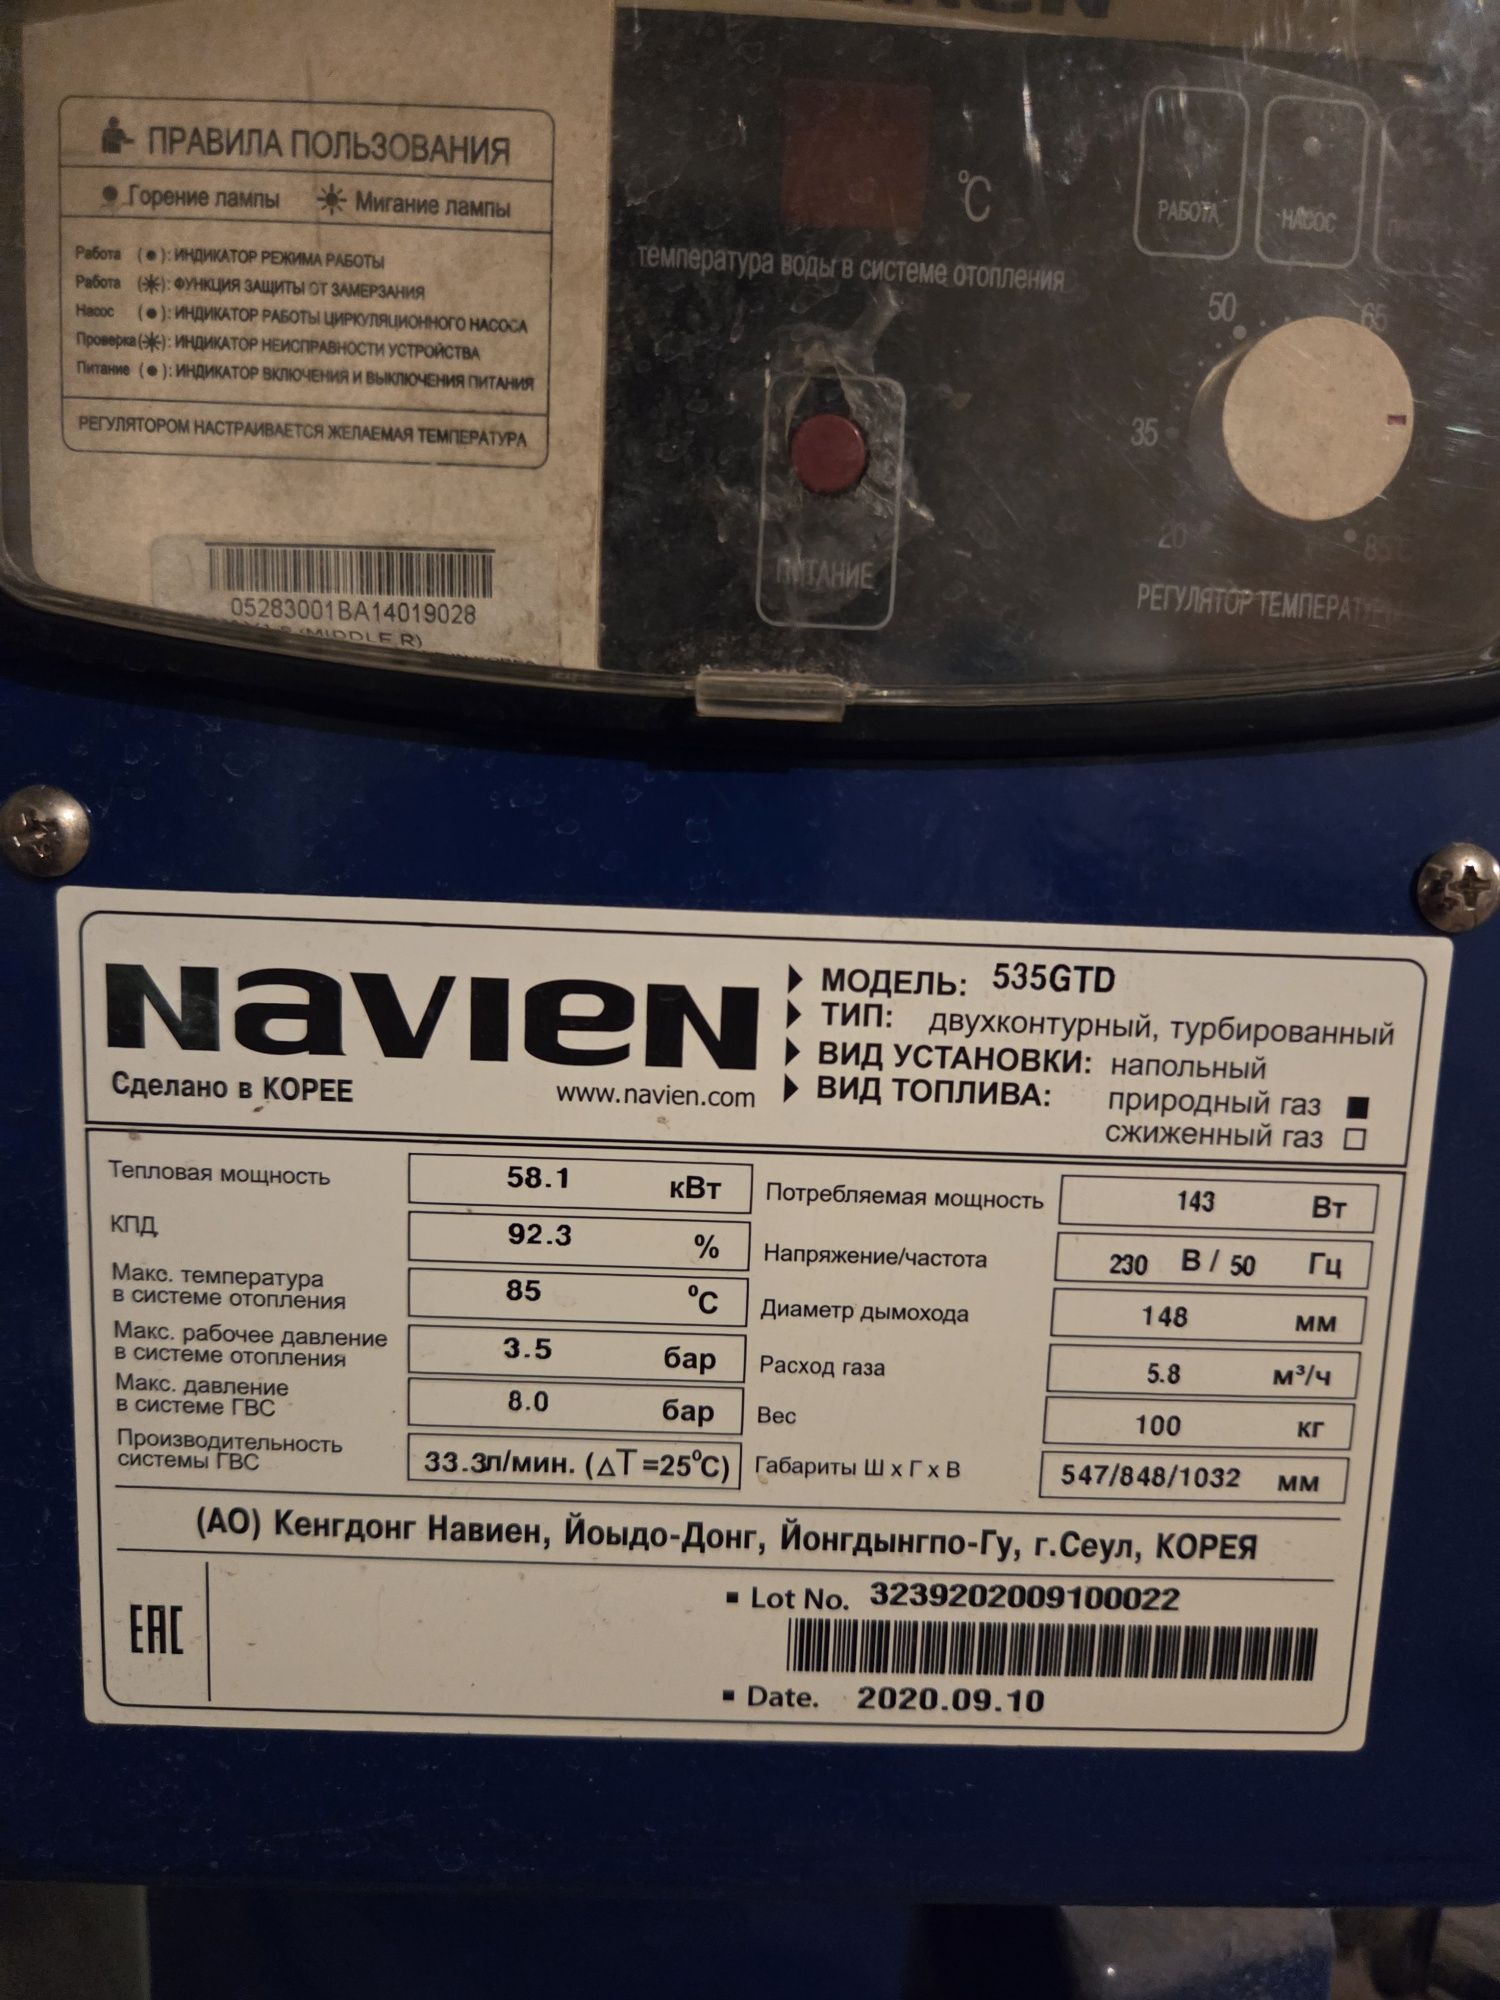 ПРАВИЛА ПОЛЬЗОВАНИЯ
Горение лампы Мигание лампы
Работа (●): ИНДИКАТОР РЕЖИМА РАБОТЫ
Работа (☀): ФУНКЦИЯ ЗАЩИТЫ ОТ ЗАМЕРЗАНИЯ
Насос (●): ИНДИКАТОР РАБОТЫ ЦИРКУЛЯЦИОННОГО НАСОСА
Проверка(☀): ИНДИКАТОР НЕИСПРАВНОСТИ УСТРОЙСТВА
Питание (●): ИНДИКАТОР ВКЛЮЧЕНИЯ И ВЫКЛЮЧЕНИЯ ПИТАНИЯ
РЕГУЛЯТОРОМ НАСТРАИВАЕТСЯ ЖЕЛАЕМАЯ ТЕМПЕРАТУРА
05283001BA14019028
(MIDDLE,R)
°C
температура воды в системе отопления
ПИТАНИЕ
РАБОТА
НАСОС
50
65
35
20
85°C
РЕГУЛЯТОР ТЕМПЕРАТУРЫ
NAVIEN
Сделано в КОРЕЕ
www.navien.com
МОДЕЛЬ: 535GTD
ТИП: двухконтурный, турбированный
ВИД УСТАНОВКИ: напольный
ВИД ТОПЛИВА: природный газ ■
сжиженный газ □
Тепловая мощность 58.1 кВт
КПД 92.3 %
Макс. температура
в системе отопления 85 °C
Макс. рабочее давление
в системе отопления 3.5 бар
Макс. давление
в системе ГВС 8.0 бар
Производительность
системы ГВС 33.3л/мин. (△T=25°C)
Потребляемая мощность 143 Вт
Напряжение/частота 230 В / 50 Гц
Диаметр дымохода 148 мм
Расход газа 5.8 м³/ч
Вес 100 кг
Габариты Ш х Г х В 547/848/1032 мм
(АО) Кенгдонг Навиен, Йоыдо-Донг, Йонгдынгпо-Гу, г.Сеул, КОРЕЯ
EAC
Lot No. 3239202009100022
Date. 2020.09.10